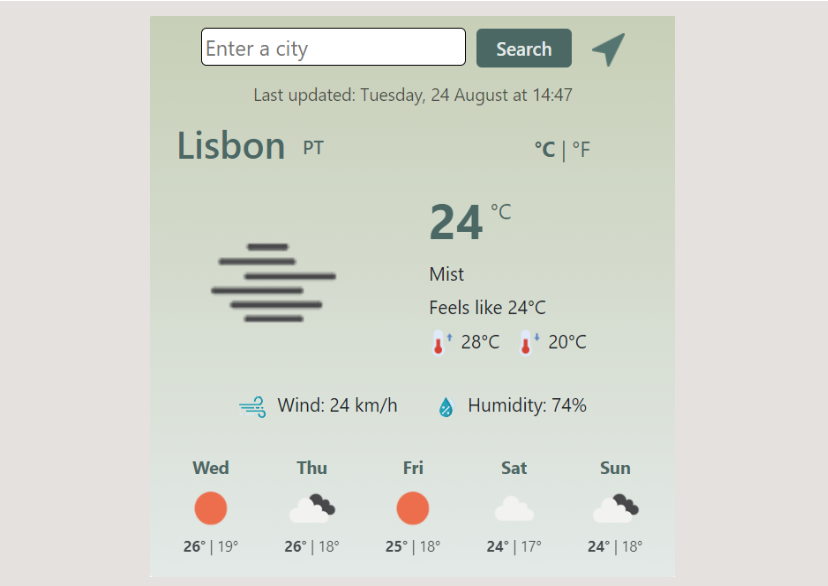 Enter a city Search
Last updated: Tuesday, 24 August at 14:47
Lisbon PT °C | °F
24 °C
Mist
Feels like 24°C
28°C 20°C
Wind: 24 km/h Humidity: 74%
Wed Thu Fri Sat Sun
26° | 19° 26° | 18° 25° | 18° 24° | 17° 24° | 18°